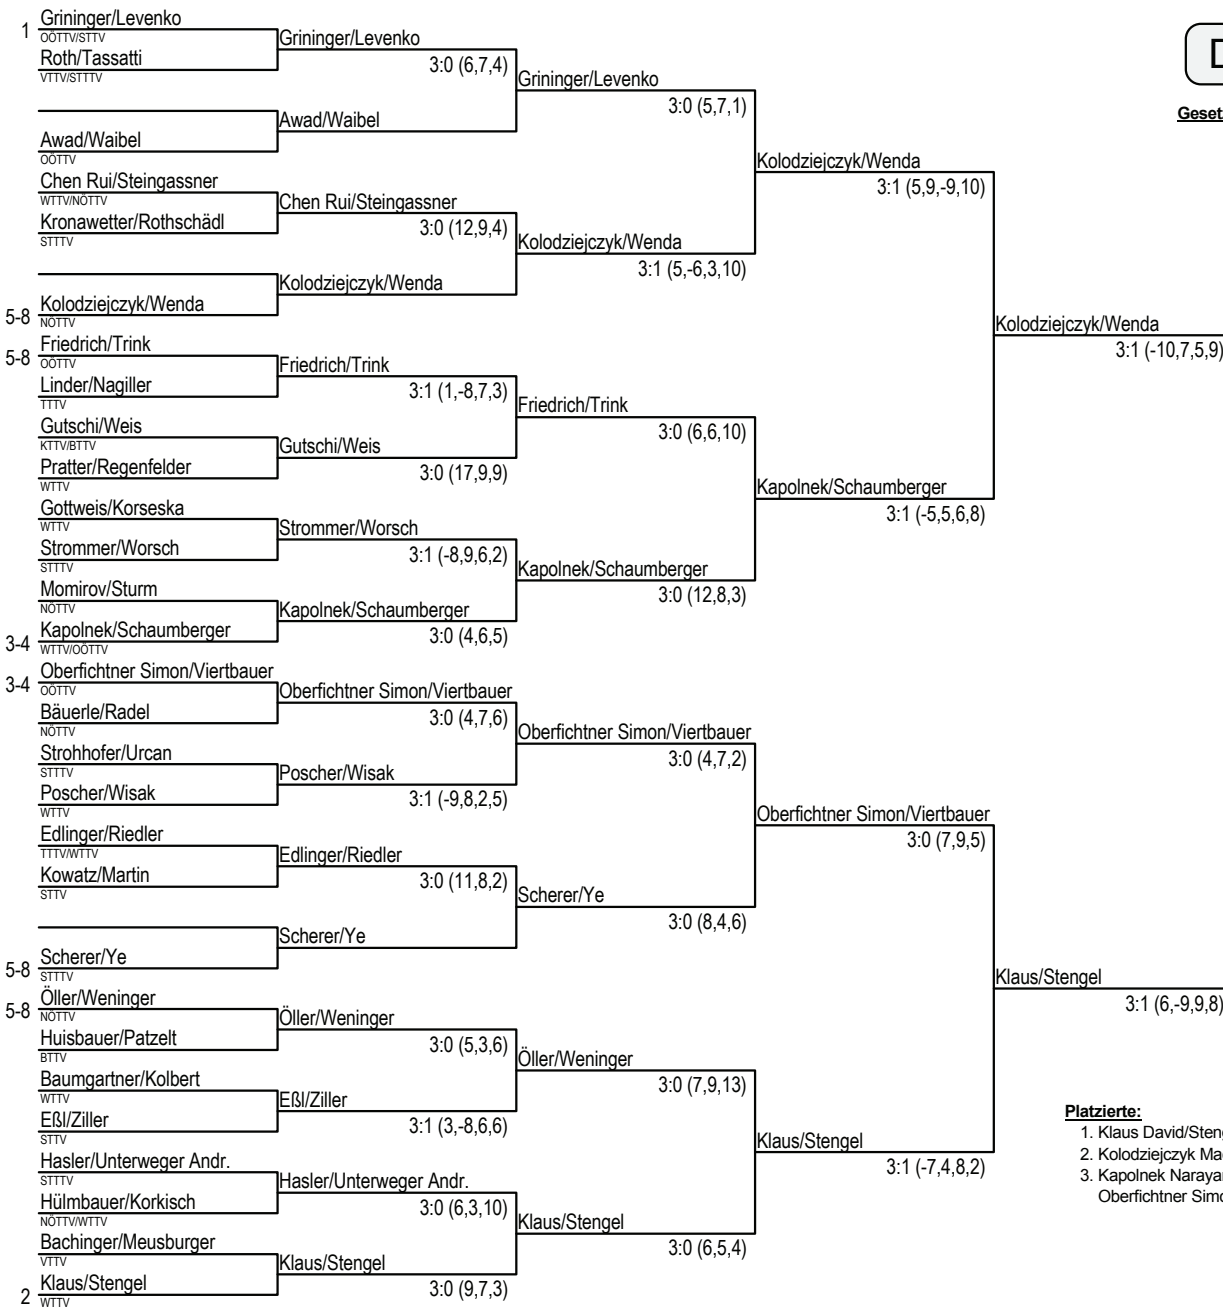 1 Grininger/Levenko
OÖTTV/STTV
Roth/Tassatti
VTTV/STTTV
Awad/Waibel
OÖTTV
Chen Rui/Steingassner
WTTV/NÖTTV
Kronawetter/Rothschädl
STTTV
5-8 Kolodziejczyk/Wenda
NÖTTV
5-8 Friedrich/Trink
OÖTTV
Linder/Nagiller
TTTV
Gutschi/Weis
KTTV/BTTV
Pratter/Regenfelder
WTTV
Gottweis/Korseska
WTTV
Strommer/Worsch
STTTV
Momirov/Sturm
NÖTTV
3-4 Kapolnek/Schaumberger
WTTV/OÖTTV
3-4 Oberfichtner Simon/Viertbauer
OÖTTV
Bäuerle/Radel
NÖTTV
Strohhofer/Urcan
STTTV
Poscher/Wisak
WTTV
Edlinger/Riedler
TTTV/WTTV
Kowatz/Martin
STTV
5-8 Scherer/Ye
STTTV
5-8 Öller/Weninger
NÖTTV
Huisbauer/Patzelt
BTTV
Baumgartner/Kolbert
WTTV
Eßl/Ziller
STTV
Hasler/Unterweger Andr.
STTTV
Hülmbauer/Korkisch
NÖTTV/WTTV
Bachinger/Meusburger
VTTV
2 Klaus/Stengel
WTTV
Grininger/Levenko
3:0 (6,7,4)
Awad/Waibel
Chen Rui/Steingassner
3:0 (12,9,4)
Kolodziejczyk/Wenda
Friedrich/Trink
3:1 (1,-8,7,3)
Gutschi/Weis
3:0 (17,9,9)
Strommer/Worsch
3:1 (-8,9,6,2)
Kapolnek/Schaumberger
3:0 (4,6,5)
Oberfichtner Simon/Viertbauer
3:0 (4,7,6)
Poscher/Wisak
3:1 (-9,8,2,5)
Edlinger/Riedler
3:0 (11,8,2)
Scherer/Ye
Öller/Weninger
3:0 (5,3,6)
Eßl/Ziller
3:1 (3,-8,6,6)
Hasler/Unterweger Andr.
3:0 (6,3,10)
Klaus/Stengel
3:0 (9,7,3)
Grininger/Levenko
3:0 (5,7,1)
Kolodziejczyk/Wenda
3:1 (5,-6,3,10)
Friedrich/Trink
3:0 (6,6,10)
Kapolnek/Schaumberger
3:0 (12,8,3)
Oberfichtner Simon/Viertbauer
3:0 (4,7,2)
Scherer/Ye
3:0 (8,4,6)
Öller/Weninger
3:0 (7,9,13)
Klaus/Stengel
3:0 (6,5,4)
Kolodziejczyk/Wenda
3:1 (5,9,-9,10)
Kapolnek/Schaumberger
3:1 (-5,5,6,8)
Oberfichtner Simon/Viertbauer
3:0 (7,9,5)
Klaus/Stengel
3:1 (-7,4,8,2)
Kolodziejczyk/Wenda
3:1 (-10,7,5,9)
Klaus/Stengel
3:1 (6,-9,9,8)
Platzierte:
1. Klaus David/Steng
2. Kolodziejczyk
3. Kapolnek
Oberfichtner